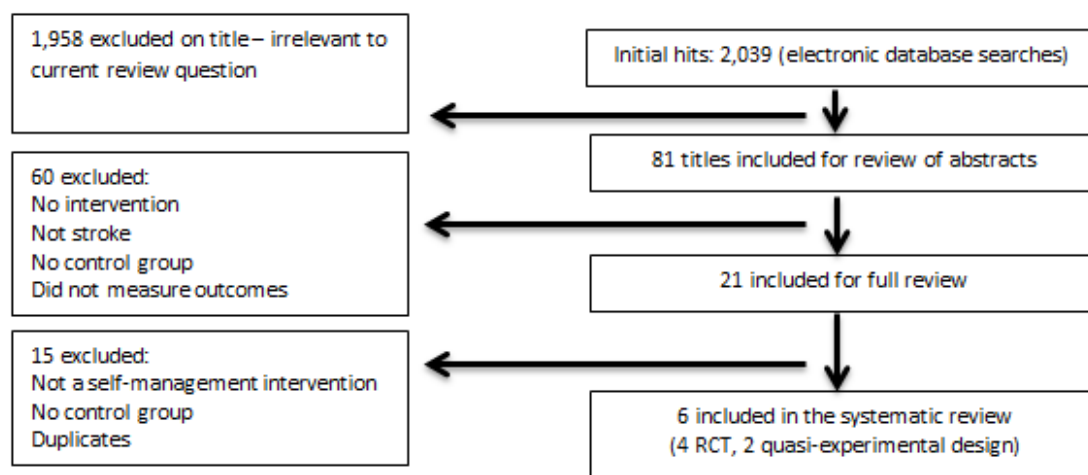 1,958 excluded on title – irrelevant to
current review question
Initial hits: 2,039 (electronic database searches)
81 titles included for review of abstracts
60 excluded:
No intervention
Not stroke
No control group
Did not measure outcomes
21 included for full review
15 excluded:
Not a self-management intervention
No control group
Duplicates
6 included in the systematic review
(4 RCT, 2 quasi-experimental design)